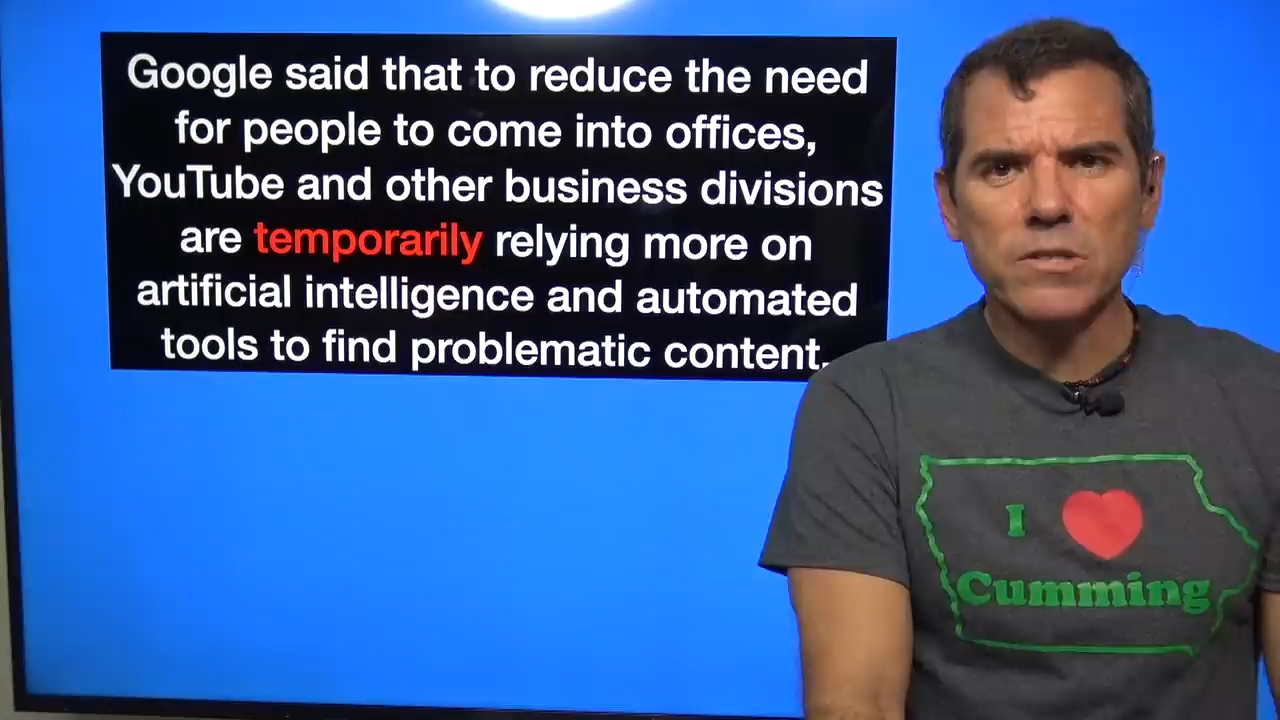 Google said that to reduce the need
for people to come into offices,
YouTube and other business divisions
are temporarily relying more on
artificial intelligence and automated
tools to find problematic content.
I
Cumming